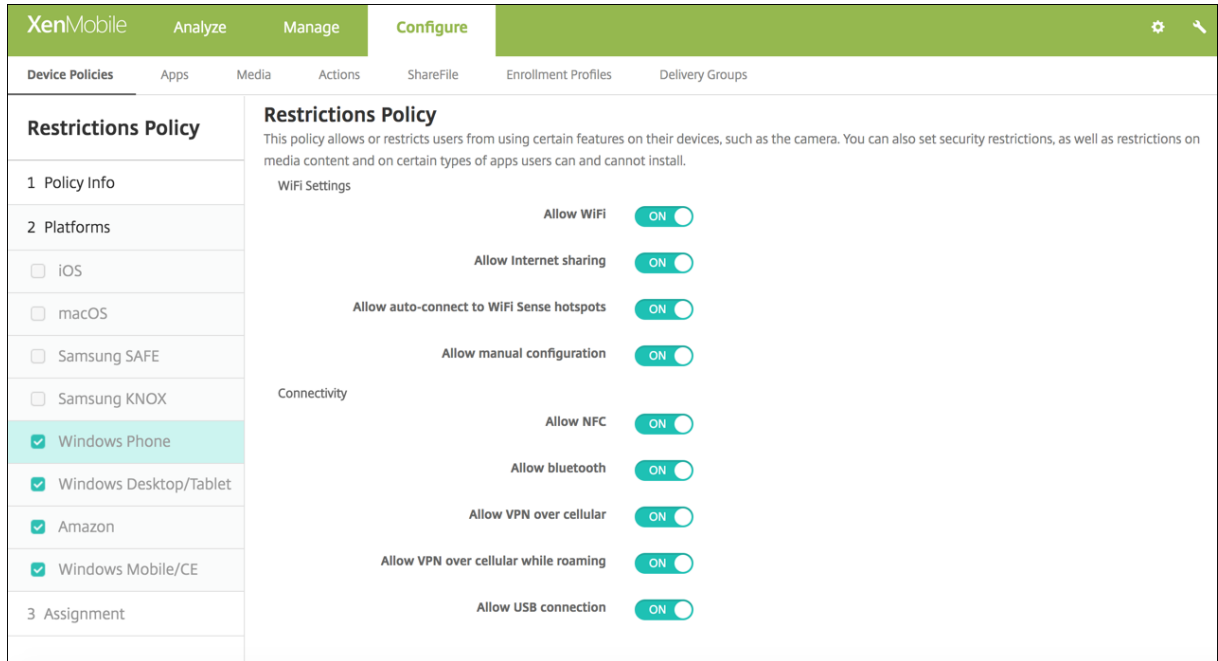 XenMobile Analyze Manage Configure
Device Policies Apps Media Actions ShareFile Enrollment Profiles Delivery Groups
Restrictions Policy
1 Policy Info
2 Platforms
iOS
macOS
Samsung SAFE
Samsung KNOX
Windows Phone
Windows Desktop/Tablet
Amazon
Windows Mobile/CE
3 Assignment
Restrictions Policy
This policy allows or restricts users from using certain features on their devices, such as the camera. You can also set security restrictions, as well as restrictions on
media content and on certain types of apps users can and cannot install.
WiFi Settings
Allow WiFi ON
Allow Internet sharing ON
Allow auto-connect to WiFi Sense hotspots ON
Allow manual configuration ON
Connectivity
Allow NFC ON
Allow bluetooth ON
Allow VPN over cellular ON
Allow VPN over cellular while roaming ON
Allow USB connection ON